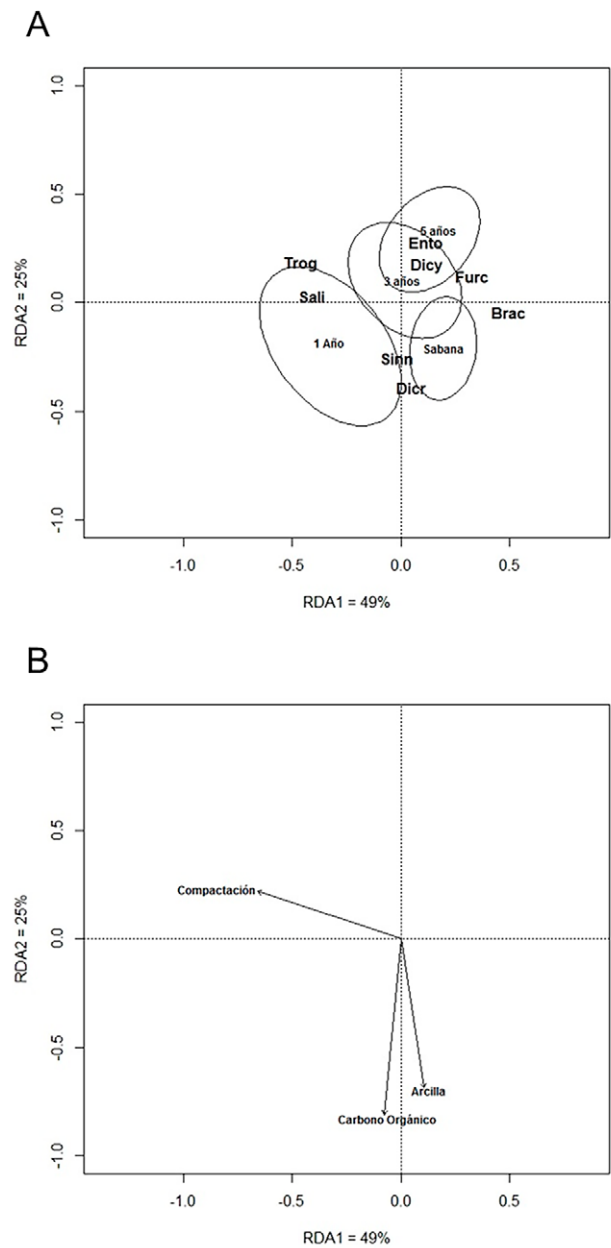 A
1.0
0.5
0.0
-0.5
-1.0
RDA2 = 25%
5 años
Ento
Trog
Dicy
3 años
Furc
Sali
Brac
1 Año
Sabana
Sinn
Dicr
-1.0
-0.5
0.0
0.5
RDA1 = 49%
B
1.0
0.5
0.0
-0.5
-1.0
RDA2 = 25%
Compactación
Arcilla
Carbono Orgánico
-1.0
-0.5
0.0
0.5
RDA1 = 49%